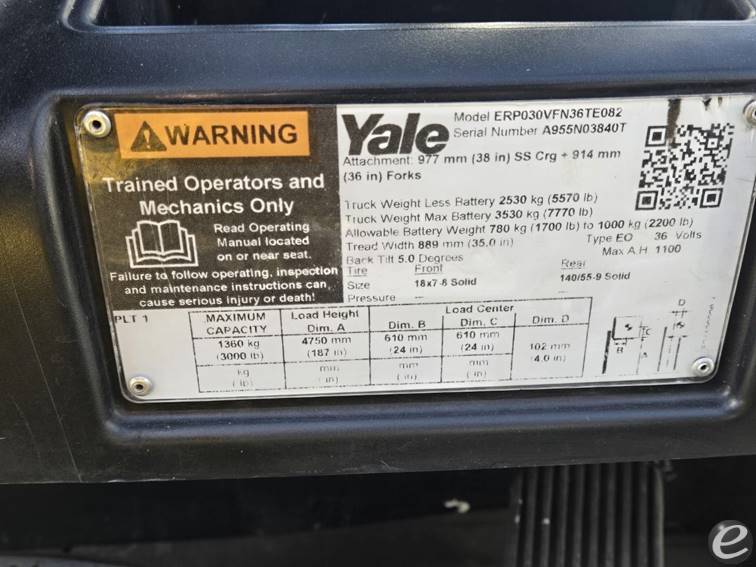 WARNING
Trained Operators and
Mechanics Only
Read Operating
Manual located
on or near seat.
Failure to follow operating, inspection
and maintenance instructions can
cause serious injury or death!
Yale
Model ERP030VFN36TE082
Serial Number A955N03840T
Attachment: 977 mm (38 in) SS Crg + 914 mm
(36 in) Forks
Truck Weight Less Battery 2530 kg (5570 lb)
Truck Weight Max Battery 3530 kg (7770 lb)
Allowable Battery Weight 780 kg (1700 lb) to 1000 kg (2200 lb)
Tread Width 889 mm (35.0 in) Type EO 36 Volts
Back Tilt 5.0 Degrees Max A.H 1100
Tire Front Rear
Size 18x7-8 Solid 140/55-9 Solid
Pressure — —
PLT 1
MAXIMUM CAPACITY Load Height Dim. A Load Center Dim. B Dim. C Dim. D
1360 kg 4750 mm 610 mm 610 mm 102 mm
(3000 lb) (187 in) (24 in) (24 in) (4.0 in)
kg mm mm mm mm
(lb) (in) (in) (in) (in)
D
C
B
A
e